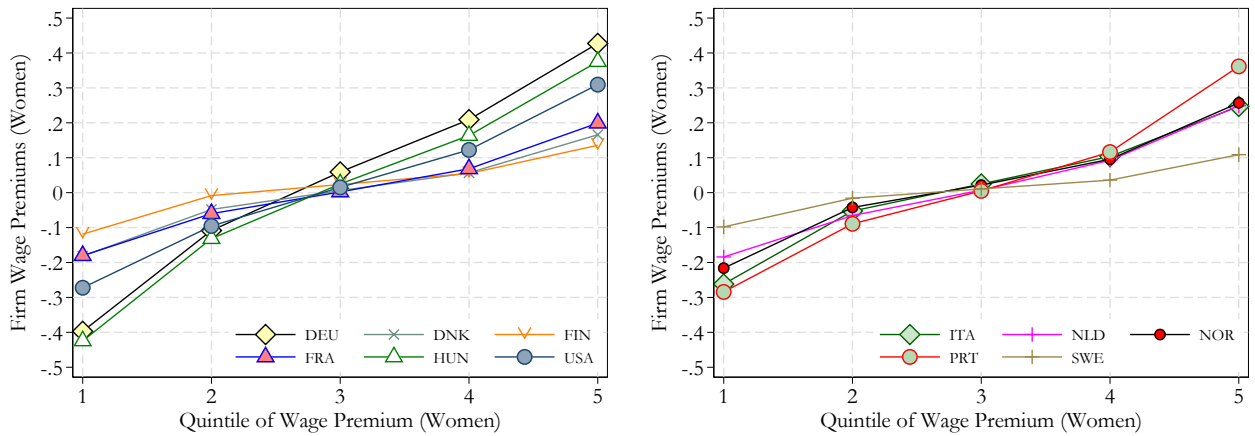 Firm Wage Premiums (Women)
.5
.4
.3
.2
.1
0
-.1
-.2
-.3
-.4
-.5
DEU DNK FIN
FRA HUN USA
1 2 3 4 5
Quintile of Wage Premium (Women)
Firm Wage Premiums (Women)
.5
.4
.3
.2
.1
0
-.1
-.2
-.3
-.4
-.5
ITA NLD NOR
PRT SWE
1 2 3 4 5
Quintile of Wage Premium (Women)